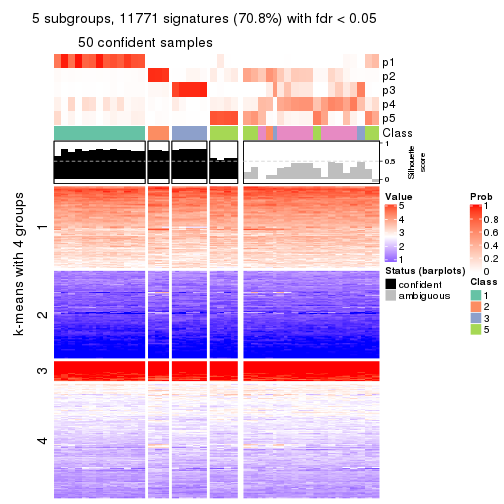 5 subgroups, 11771 signatures (70.8%) with fdr < 0.05
50 confident samples
p1
p2
p3
p4
p5
Class
1
0.5
0
Silhouette
score
k-means with 4 groups
1
2
3
4
Value
5
4
3
2
1
Status (barplots)
confident
ambiguous
Prob
1
0.8
0.6
0.4
0.2
0
Class
1
2
3
5